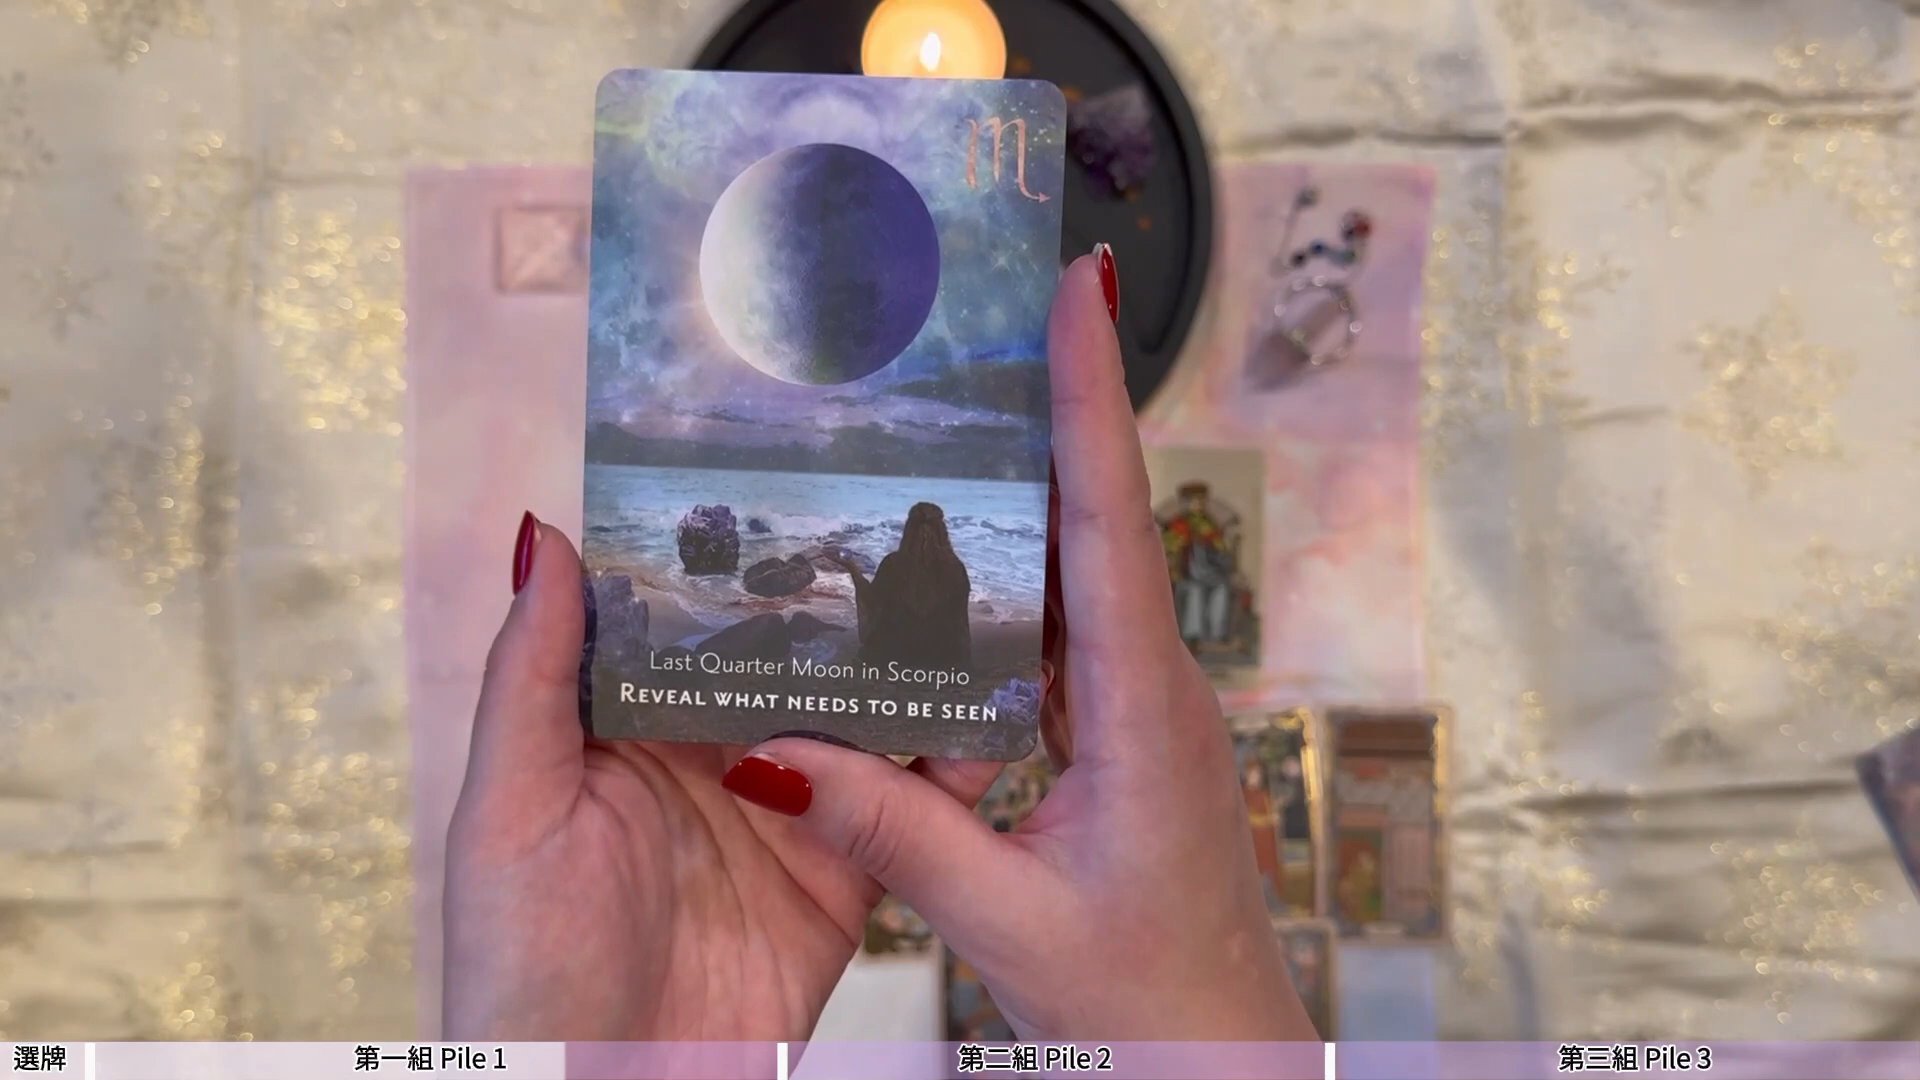 Last Quarter Moon in Scorpio
REVEAL WHAT NEEDS TO BE SEEN
選牌
第一組 Pile 1
第二組 Pile 2
第三組 Pile 3